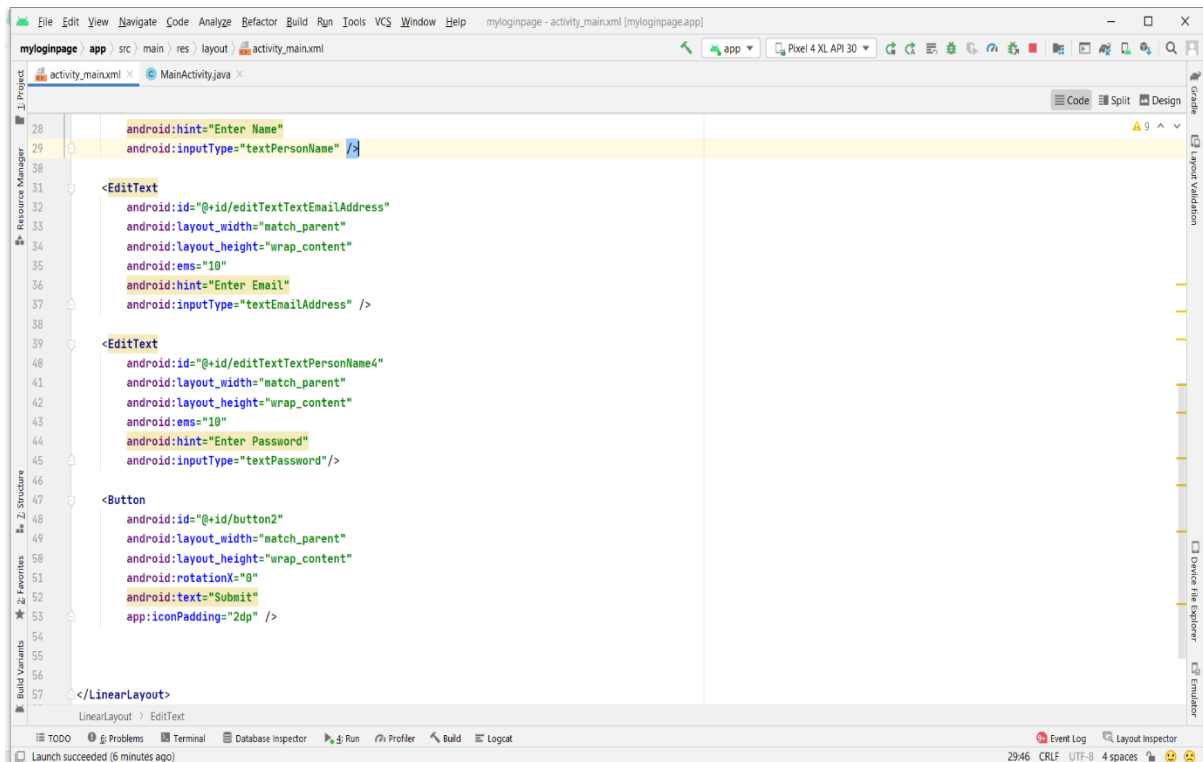 File Edit View Navigate Code Analyze Refactor Build Run Tools VCS Window Help myloginpage - activity_main.xml [myloginpage.app]
myloginpage app src main res layout activity_main.xml app Pixel 4 XL API 30
activity_main.xml MainActivity.java
Code Split Design
1: Project
Resource Manager
Z: Structure
2: Favorites
Build Variants
28 android:hint="Enter Name" 9
29 android:inputType="textPersonName" />
30
31 <EditText
32 android:id="@+id/editTextTextEmailAddress"
33 android:layout_width="match_parent"
34 android:layout_height="wrap_content"
35 android:ems="10"
36 android:hint="Enter Email"
37 android:inputType="textEmailAddress" />
38
39 <EditText
40 android:id="@+id/editTextTextPersonName4"
41 android:layout_width="match_parent"
42 android:layout_height="wrap_content"
43 android:ems="10"
44 android:hint="Enter Password"
45 android:inputType="textPassword"/>
46
47 <Button
48 android:id="@+id/button2"
49 android:layout_width="match_parent"
50 android:layout_height="wrap_content"
51 android:rotationX="0"
52 android:text="Submit"
53 app:iconPadding="2dp" />
54
55
56
57 </LinearLayout>
Gradle
Layout Validation
Device File Explorer
Emulator
LinearLayout EditText
TODO 6: Problems Terminal Database Inspector 4: Run Profiler Build Logcat 9+ Event Log Layout Inspector
Launch succeeded (6 minutes ago) 29:46 CRLF UTF-8 4 spaces